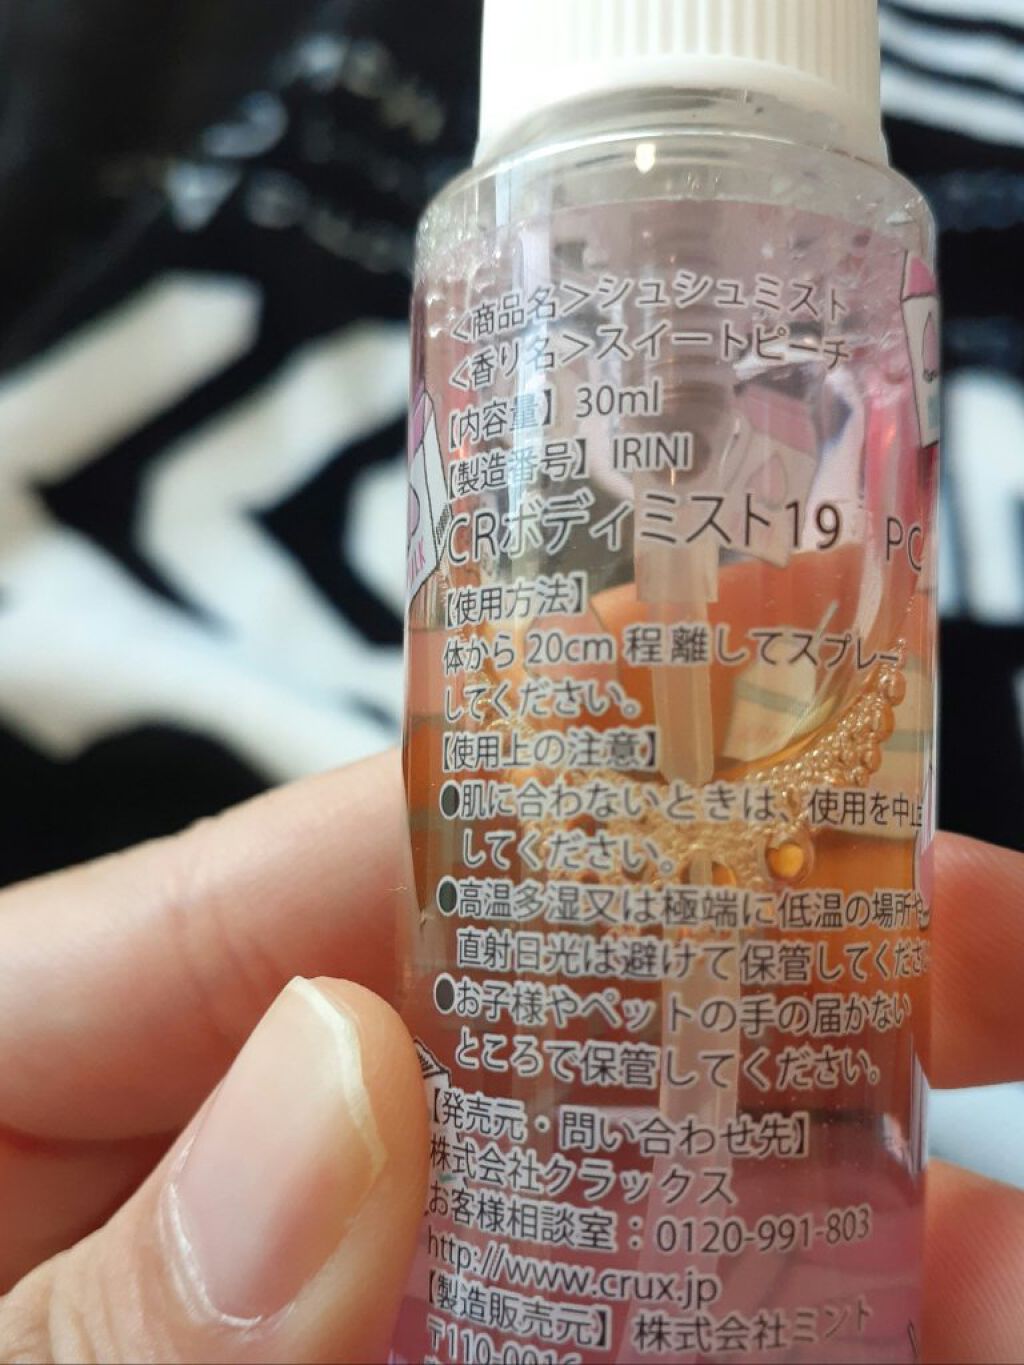 <商品名>シュシュミスト
<香り名>スイートピーチ
【内容量】 30ml
【製造番号】 IRINI
CRボディミスト19 PC
【使用方法】
体から 20cm 程離してスプレー
してください。
【使用上の注意】
●肌に合わないときは、使用を中止
してください。
●高温多湿又は極端に低温の場所や
直射日光は避けて保管してくださ
●お子様やペットの手の届かない
ところで保管してください。
【発売元・問い合わせ先】
株式会社クラックス
お客様相談室：0120-991-803
http://www.crux.jp
【製造販売元】 株式会社ミント
〒110-0016